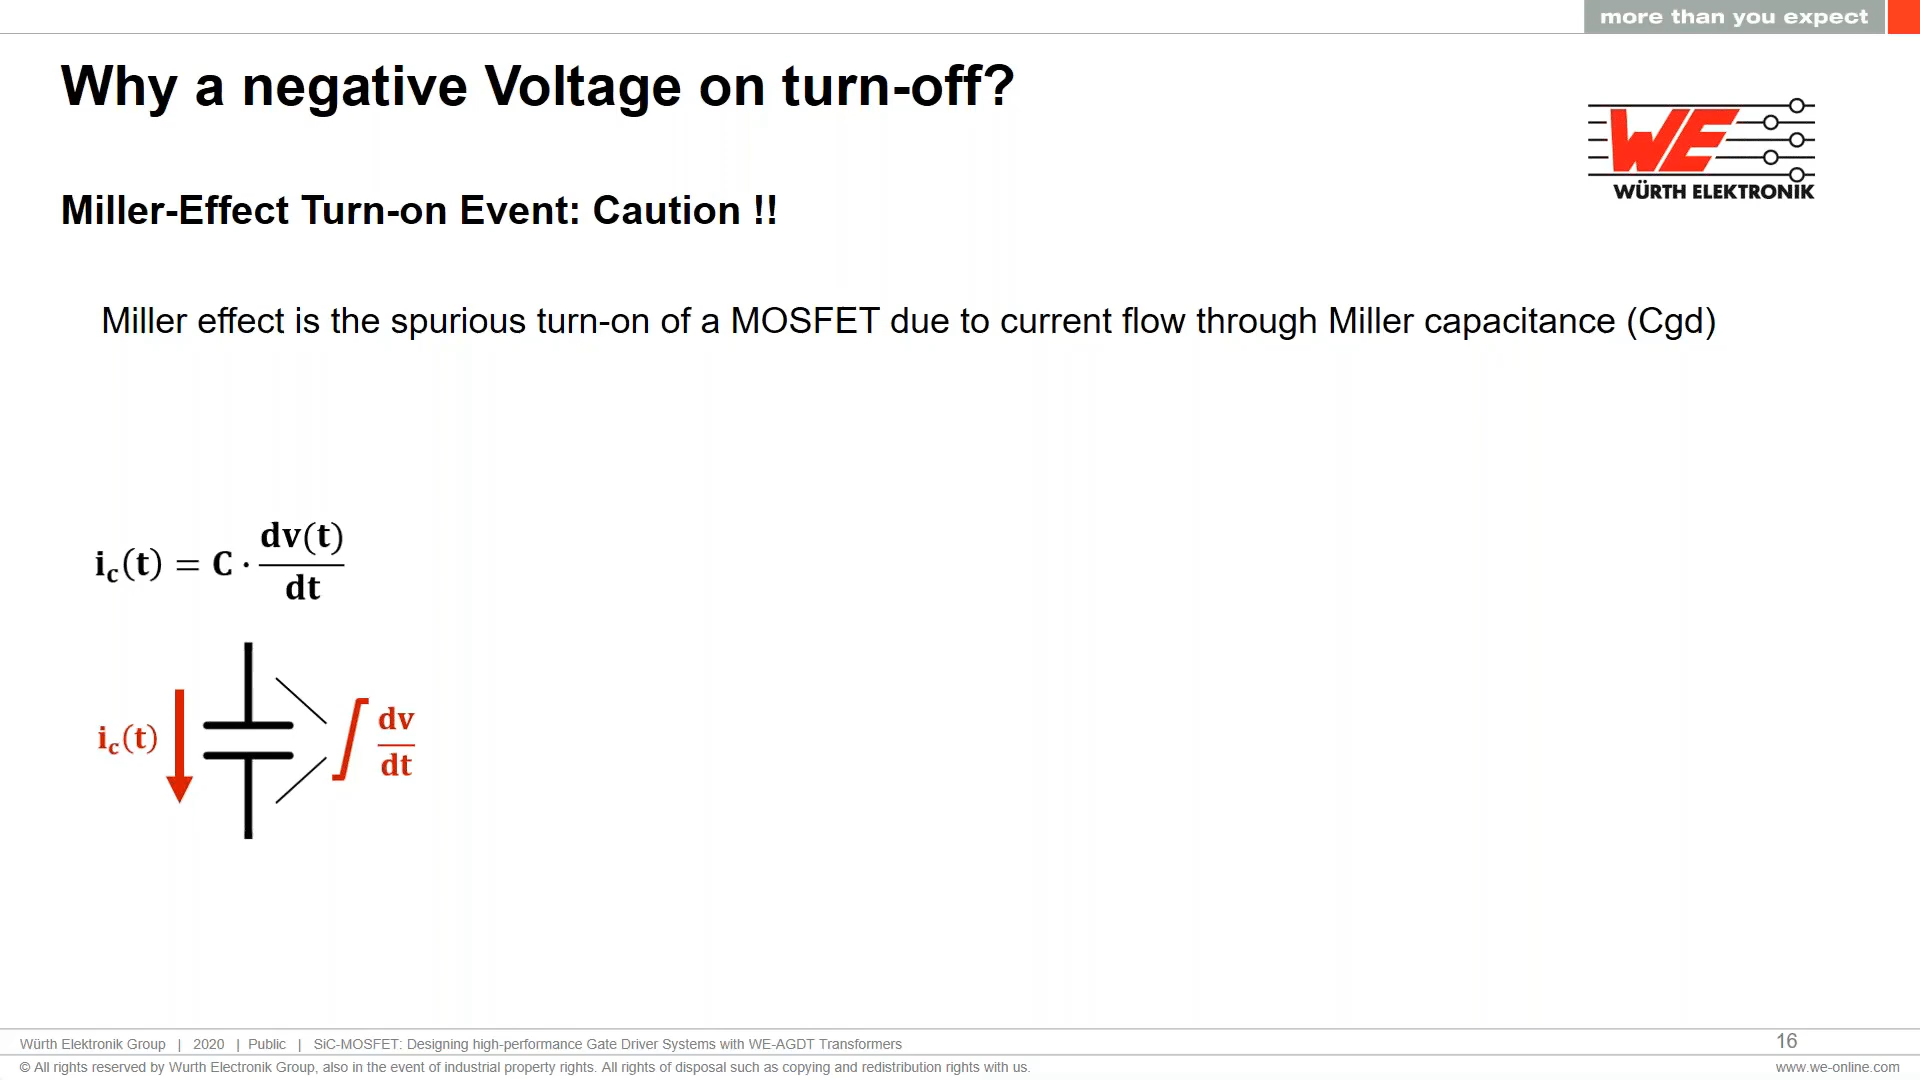 more than you expect
Why a negative Voltage on turn-off?
WE
WÜRTH ELEKTRONIK
Miller-Effect Turn-on Event: Caution !!
Miller effect is the spurious turn-on of a MOSFET due to current flow through Miller capacitance (Cgd)
i_c(t) = C · dv(t)/dt
i_c(t)
dv/dt
Würth Elektronik Group | 2020 | Public | SiC-MOSFET: Designing high-performance Gate Driver Systems with WE-AGDT Transformers
16
© All rights reserved by Wurth Electronik Group, also in the event of industrial property rights. All rights of disposal such as copying and redistribution rights with us.
www.we-online.com